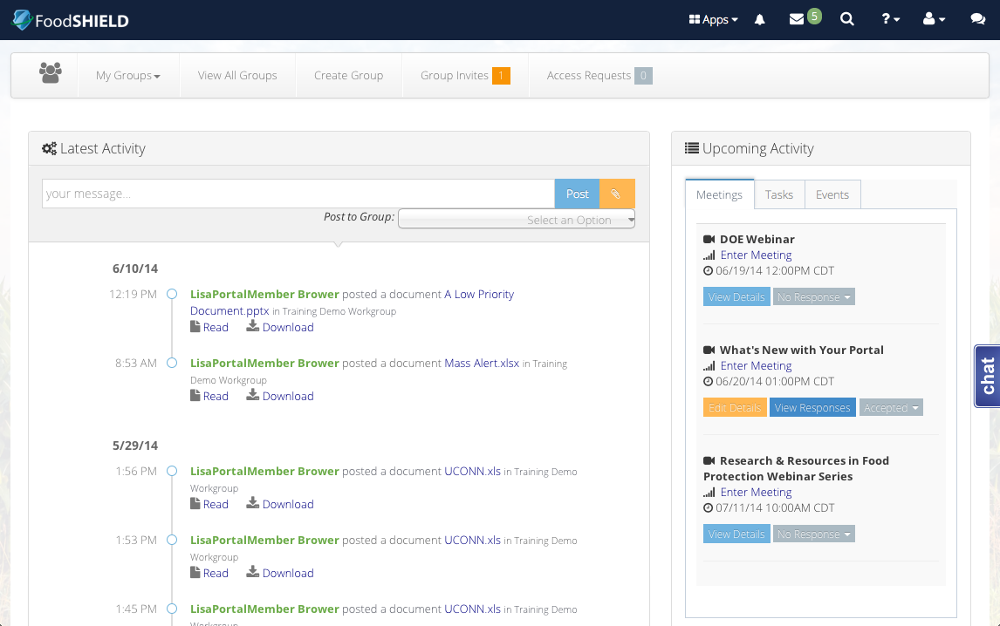 FoodSHIELD
Apps
5
?
My Groups
View All Groups
Create Group
Group Invites 1
Access Requests 0
Latest Activity
your message...
Post
Post to Group:
Select an Option
6/10/14
12:19 PM
LisaPortalMember Brower posted a document A Low Priority
Document.pptx in Training Demo Workgroup
Read Download
8:53 AM
LisaPortalMember Brower posted a document Mass Alert.xlsx in Training
Demo Workgroup
Read Download
5/29/14
1:56 PM
LisaPortalMember Brower posted a document UCONN.xls in Training Demo
Workgroup
Read Download
1:53 PM
LisaPortalMember Brower posted a document UCONN.xls in Training Demo
Workgroup
Read Download
1:45 PM
LisaPortalMember Brower posted a document UCONN.xls in Training Demo
Workgroup
Upcoming Activity
Meetings
Tasks
Events
DOE Webinar
Enter Meeting
06/19/14 12:00PM CDT
View Details No Response
What's New with Your Portal
Enter Meeting
06/20/14 01:00PM CDT
Edit Details View Responses Accepted
Research & Resources in Food
Protection Webinar Series
Enter Meeting
07/11/14 10:00AM CDT
View Details No Response
chat